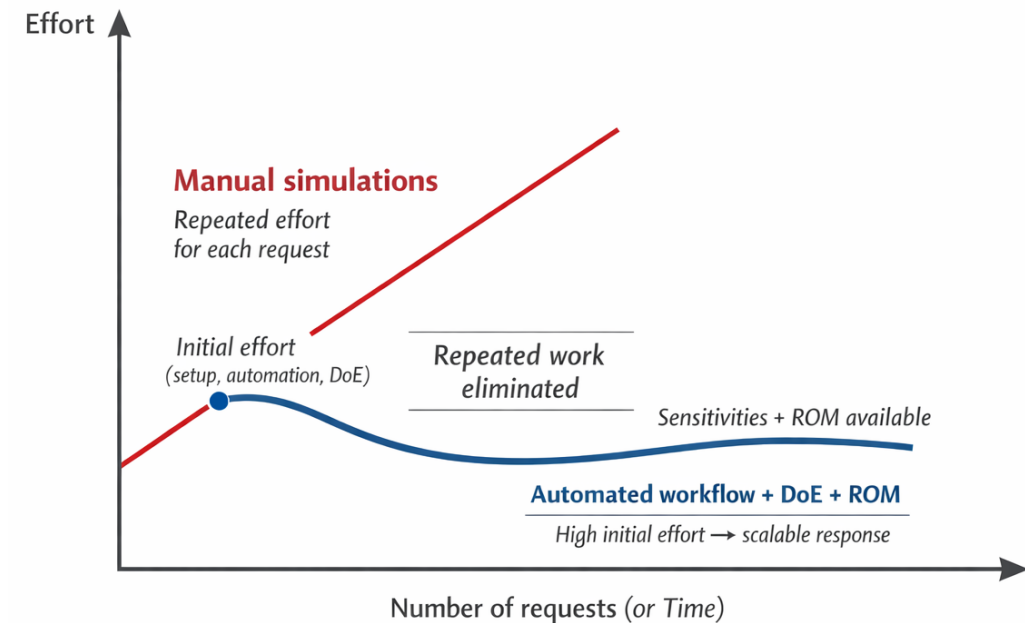 Effort
Manual simulations
Repeated effort
for each request
Initial effort
(setup, automation, DoE)
Repeated work
eliminated
Sensitivities + ROM available
Automated workflow + DoE + ROM
High initial effort → scalable response
Number of requests (or Time)